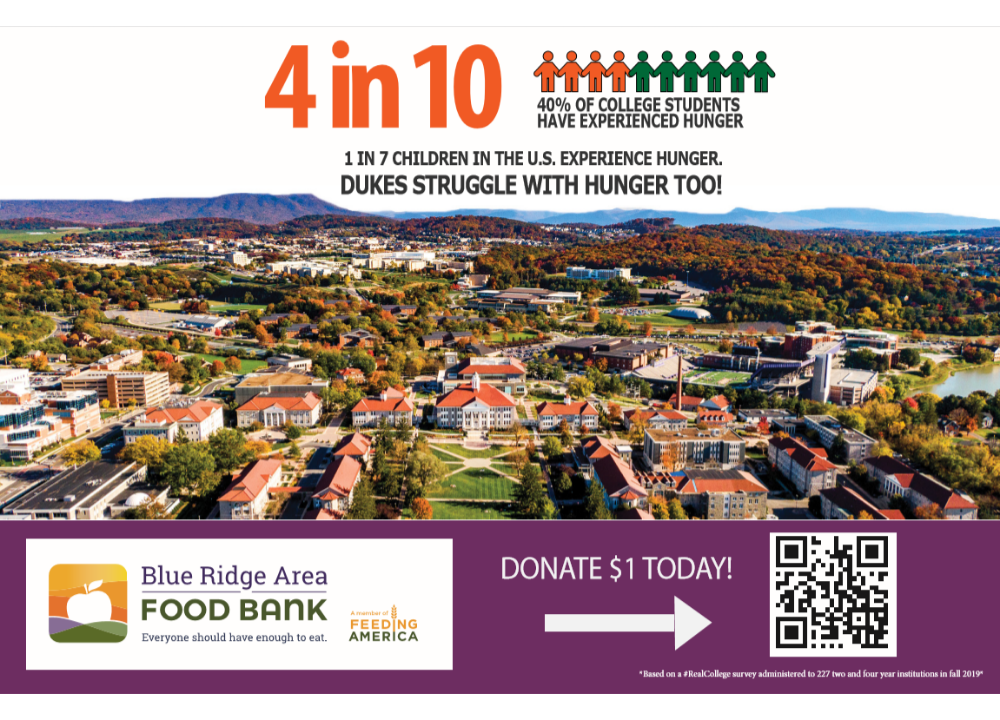 4 in 10
40% OF COLLEGE STUDENTS
HAVE EXPERIENCED HUNGER
1 IN 7 CHILDREN IN THE U.S. EXPERIENCE HUNGER.
DUKES STRUGGLE WITH HUNGER TOO!
Blue Ridge Area
FOOD BANK
Everyone should have enough to eat.
A member of
FEEDING
AMERICA
DONATE $1 TODAY!
*Based on a #RealCollege survey administered to 227 two and four year institutions in fall 2019*